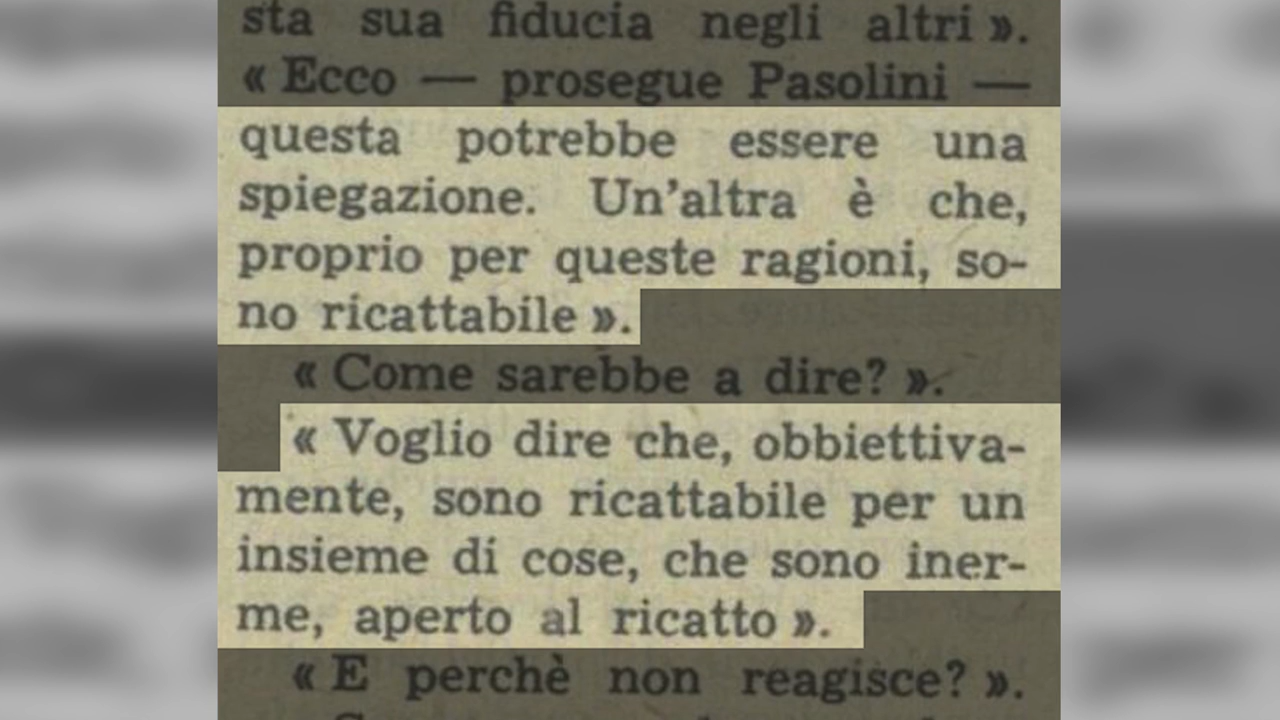 sta sua fiducia negli altri ».
« Ecco — prosegue Pasolini —
questa potrebbe essere una
spiegazione. Un'altra è che,
proprio per queste ragioni, so-
no ricattabile ».
« Come sarebbe a dire? ».
« Voglio dire che, obbiettiva-
mente, sono ricattabile per un
insieme di cose, che sono iner-
me, aperto al ricatto ».
« E perchè non reagisce? ».